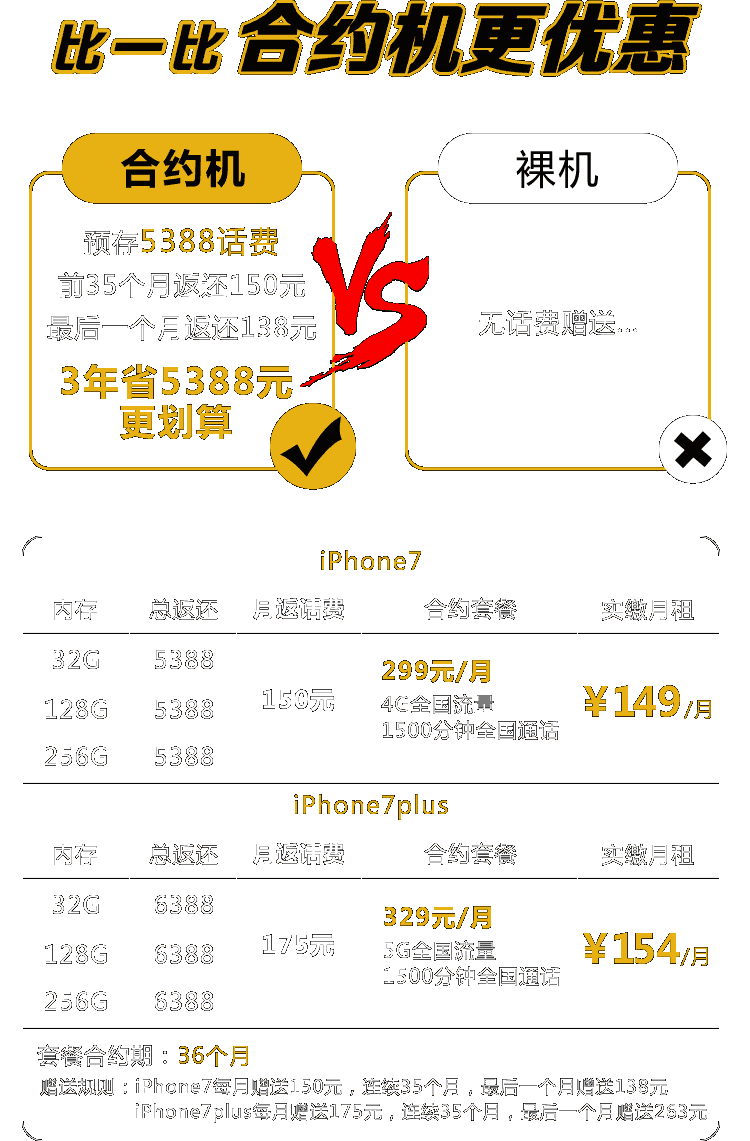 比一比 合约机更优惠
合约机
预存5388话费
前35个月返还150元
最后一个月返还138元
3年省5388元
更划算
VS
裸机
无话费赠送...
iPhone7
内存 总返还 月返话费 合约套餐 实缴月租
32G 5388
128G 5388
256G 5388
150元
299元/月
4G全国流量
1500分钟全国通话
¥149/月
iPhone7plus
内存 总返还 月返话费 合约套餐 实缴月租
32G 6388
128G 6388
256G 6388
175元
329元/月
5G全国流量
1500分钟全国通话
¥154/月
套餐合约期：36个月
赠送规则：iPhone7每月赠送150元，连续35个月，最后一个月赠送138元
iPhone7plus每月赠送175元，连续35个月，最后一个月赠送263元